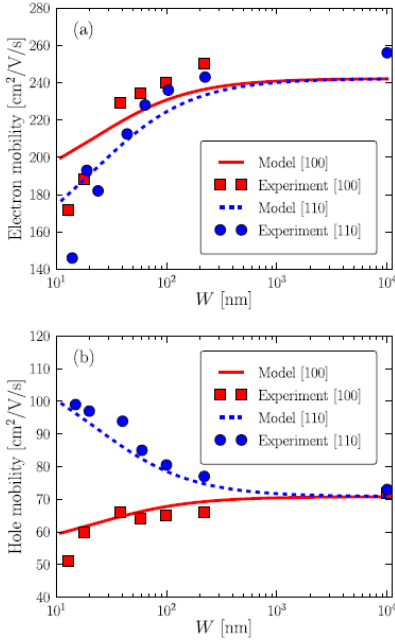 260
240
220
200
180
160
140
Electron mobility [cm²/V/s]
(a)
Model [100]
Experiment [100]
Model [110]
Experiment [110]
10¹ 10² 10³ 10⁴
W [nm]
120
110
100
90
80
70
60
50
40
Hole mobility [cm²/V/s]
(b)
Model [100]
Experiment [100]
Model [110]
Experiment [110]
10¹ 10² 10³ 10⁴
W [nm]